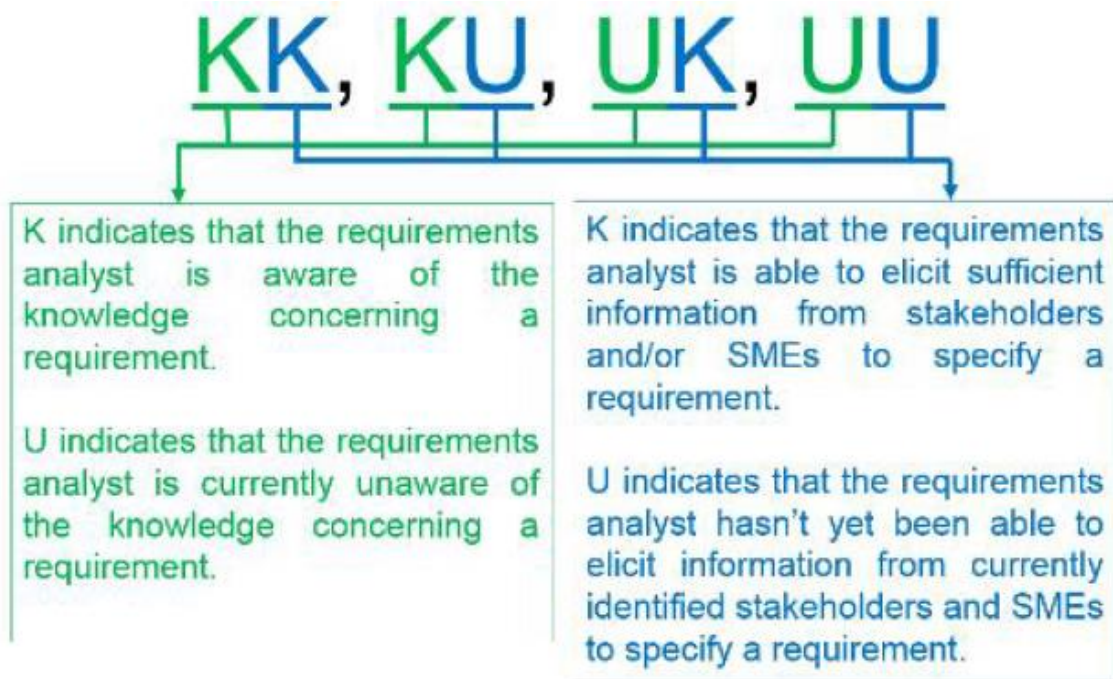 KK, KU, UK, UU
K indicates that the requirements
analyst is aware of the
knowledge concerning a
requirement.
U indicates that the requirements
analyst is currently unaware of
the knowledge concerning a
requirement.
K indicates that the requirements
analyst is able to elicit sufficient
information from stakeholders
and/or SMEs to specify a
requirement.
U indicates that the requirements
analyst hasn't yet been able to
elicit information from currently
identified stakeholders and SMEs
to specify a requirement.